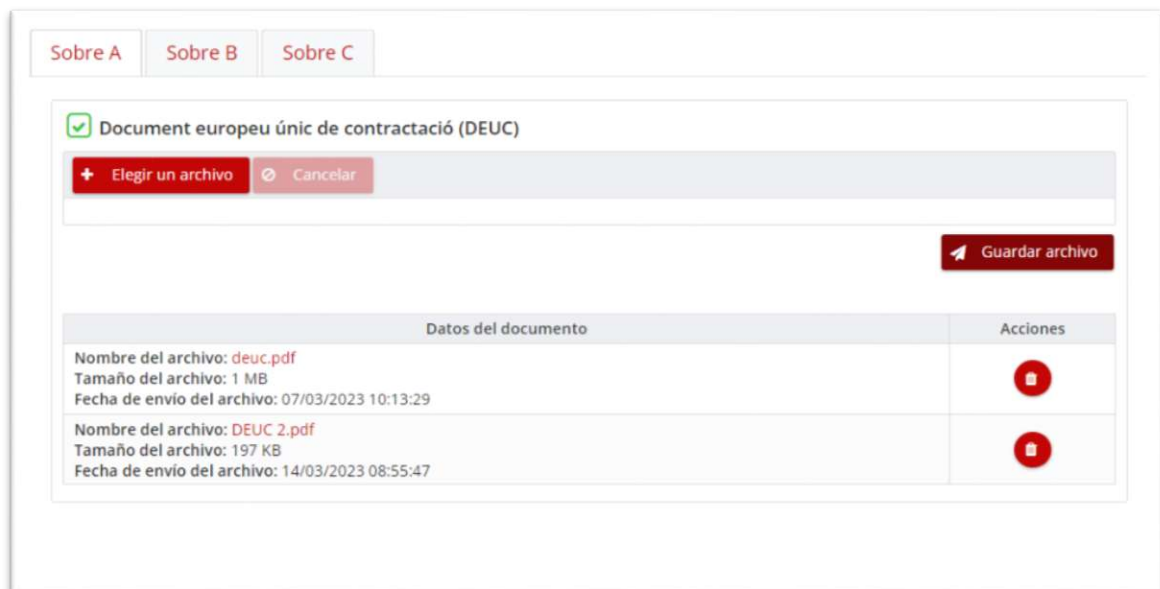 Sobre A Sobre B Sobre C
Document europeu únic de contractació (DEUC)
Elegir un archivo Cancelar
Guardar archivo
Datos del documento Acciones
Nombre del archivo: deuc.pdf
Tamaño del archivo: 1 MB
Fecha de envío del archivo: 07/03/2023 10:13:29
Nombre del archivo: DEUC 2.pdf
Tamaño del archivo: 197 KB
Fecha de envío del archivo: 14/03/2023 08:55:47